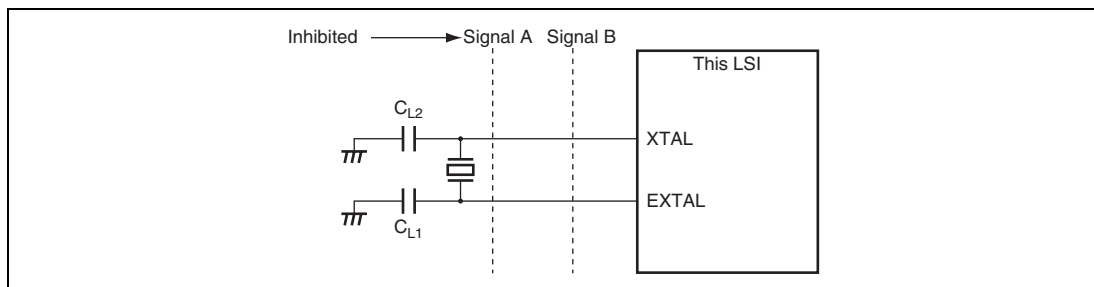 Inhibited Signal A Signal B
This LSI
CL2
XTAL
EXTAL
CL1